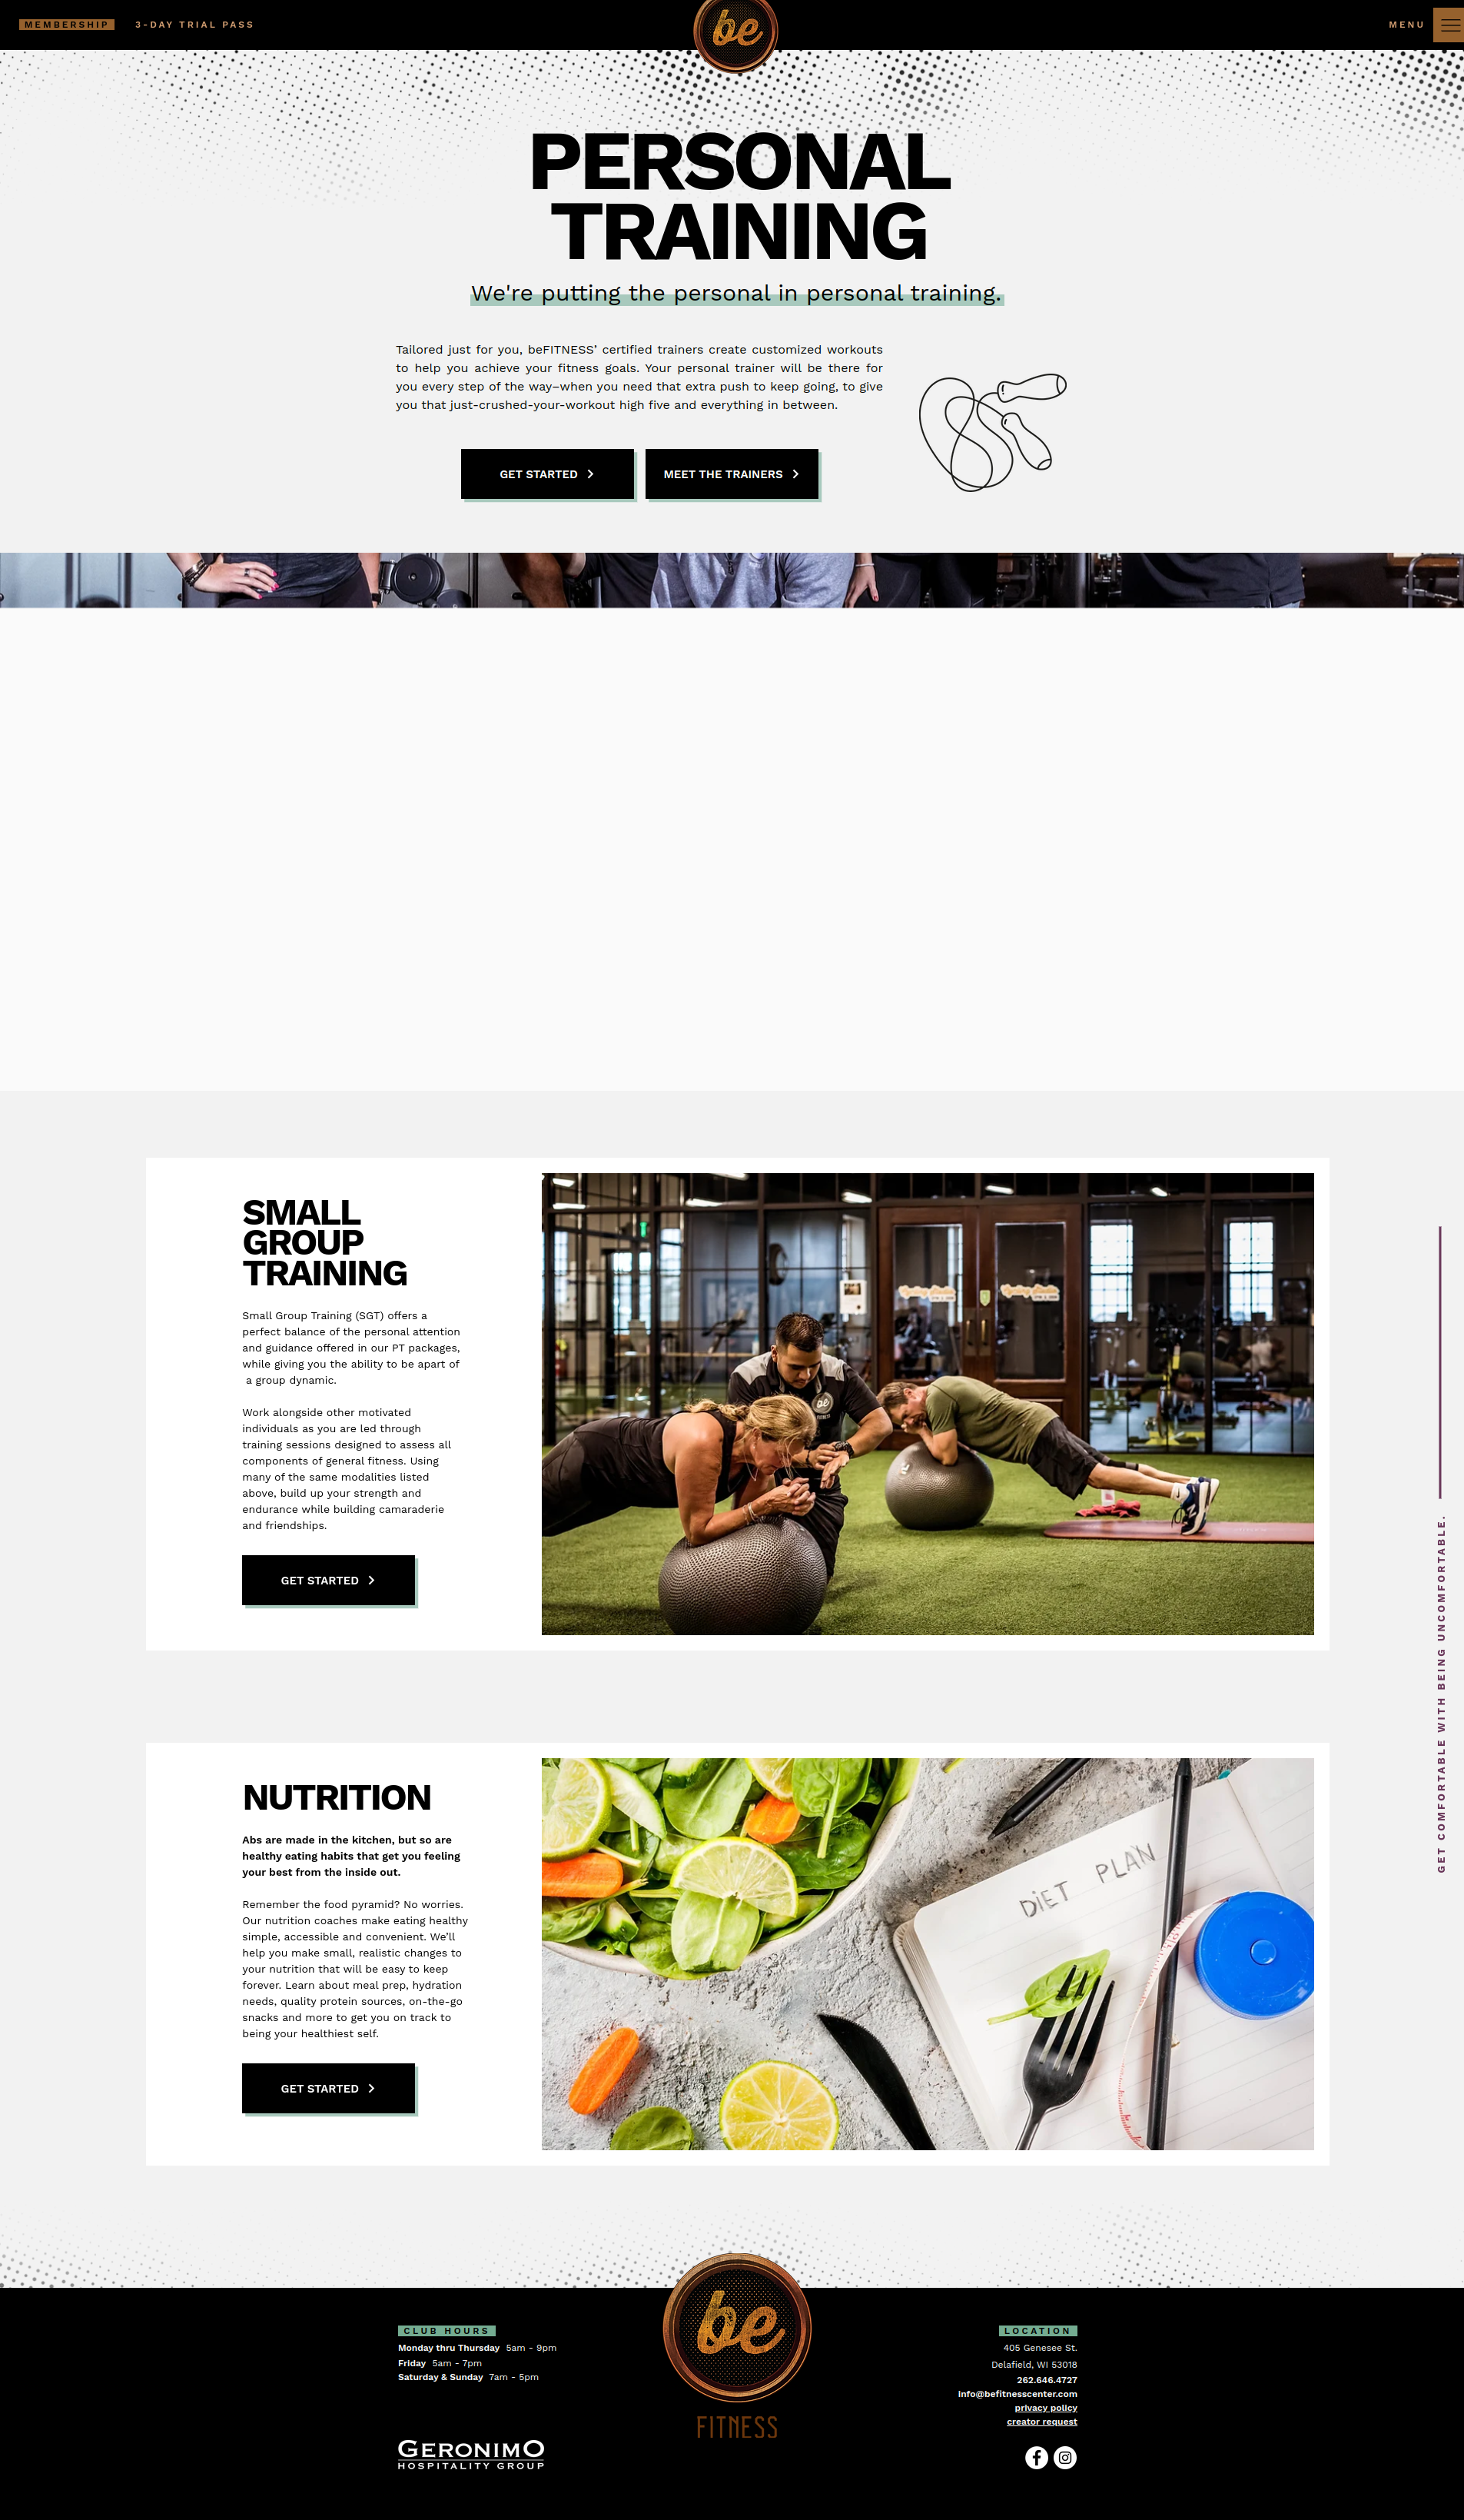 MEMBERSHIP
3-DAY TRIAL PASS
be
MENU
PERSONAL
TRAINING
We're putting the personal in personal training.
Tailored just for you, beFITNESS’ certified trainers create customized workouts
to help you achieve your fitness goals. Your personal trainer will be there for
you every step of the way–when you need that extra push to keep going, to give
you that just-crushed-your-workout high five and everything in between.
GET STARTED
MEET THE TRAINERS
SMALL
GROUP
TRAINING
Small Group Training (SGT) offers a
perfect balance of the personal attention
and guidance offered in our PT packages,
while giving you the ability to be apart of
a group dynamic.
Work alongside other motivated
individuals as you are led through
training sessions designed to assess all
components of general fitness. Using
many of the same modalities listed
above, build up your strength and
endurance while building camaraderie
and friendships.
GET STARTED
be
GET COMFORTABLE WITH BEING UNCOMFORTABLE.
NUTRITION
Abs are made in the kitchen, but so are
healthy eating habits that get you feeling
your best from the inside out.
Remember the food pyramid? No worries.
Our nutrition coaches make eating healthy
simple, accessible and convenient. We’ll
help you make small, realistic changes to
your nutrition that will be easy to keep
forever. Learn about meal prep, hydration
needs, quality protein sources, on-the-go
snacks and more to get you on track to
being your healthiest self.
GET STARTED
DIET PLAN
CLUB HOURS
Monday thru Thursday 5am - 9pm
Friday 5am - 7pm
Saturday & Sunday 7am - 5pm
GERONIMO
HOSPITALITY GROUP
be
FITNESS
LOCATION
405 Genesee St.
Delafield, WI 53018
262.646.4727
Info@befitnesscenter.com
privacy policy
creator request